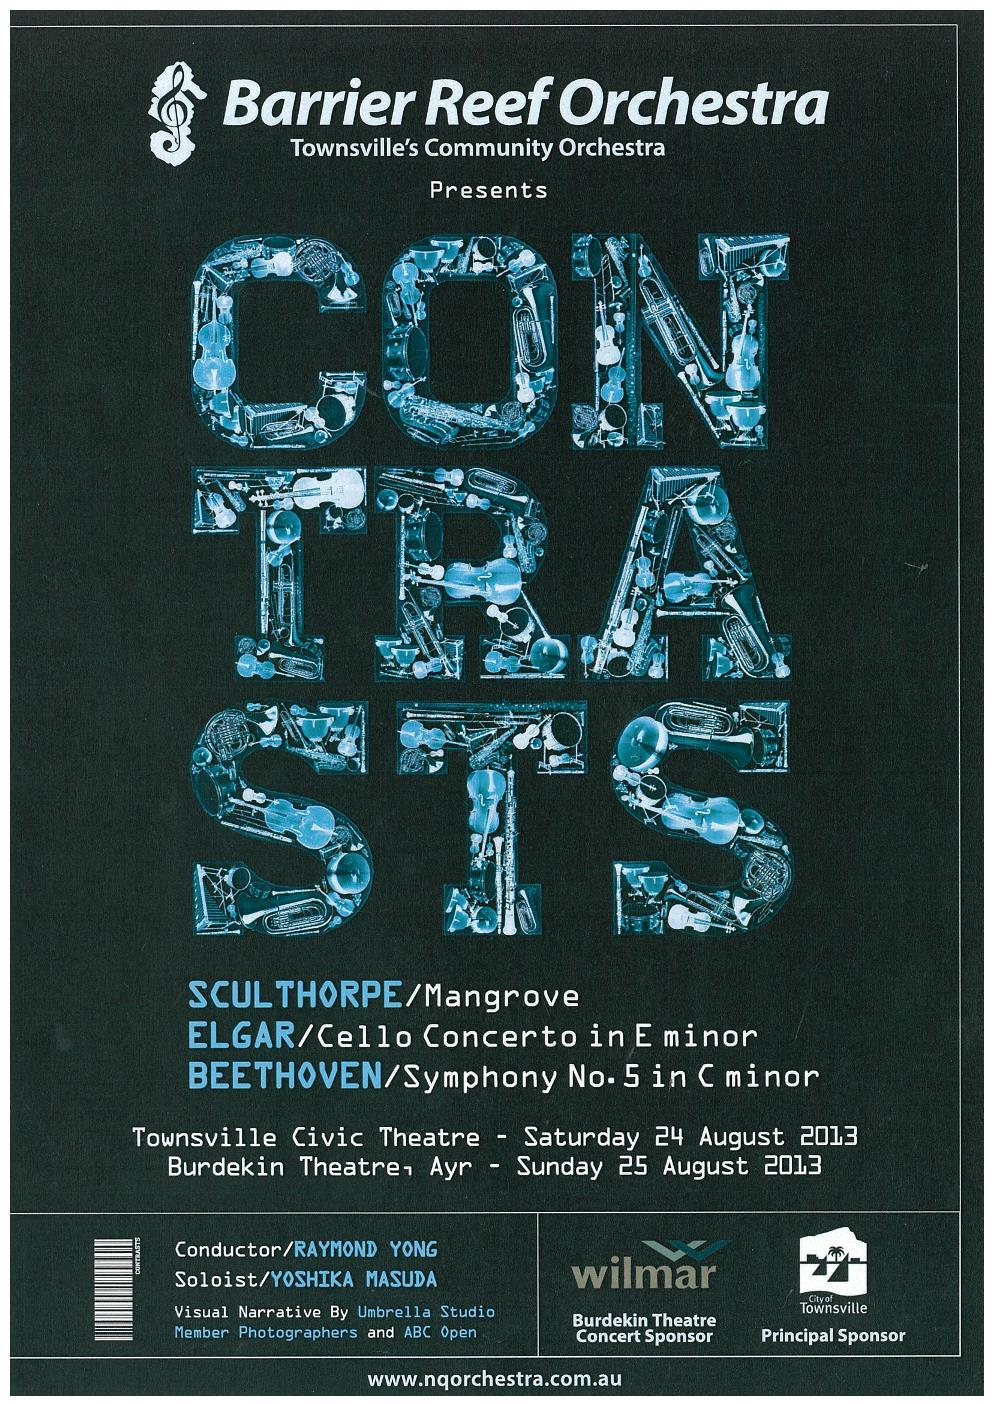 Barrier Reef Orchestra
Townsville's Community Orchestra
Presents
CON
TRA
STS
SCULTHORPE/Mangrove
ELGAR/Cello Concerto in E minor
BEETHOVEN/Symphony No.5 in C minor
Townsville Civic Theatre - Saturday 24 August 2013
Burdekin Theatre, Ayr - Sunday 25 August 2013
CONTRASTS
Conductor/RAYMOND YONG
Soloist/YOSHIKA MASUDA
Visual Narrative By Umbrella Studio
Member Photographers and ABC Open
wilmar
Burdekin Theatre
Concert Sponsor
City of
Townsville
Principal Sponsor
www.nqorchestra.com.au